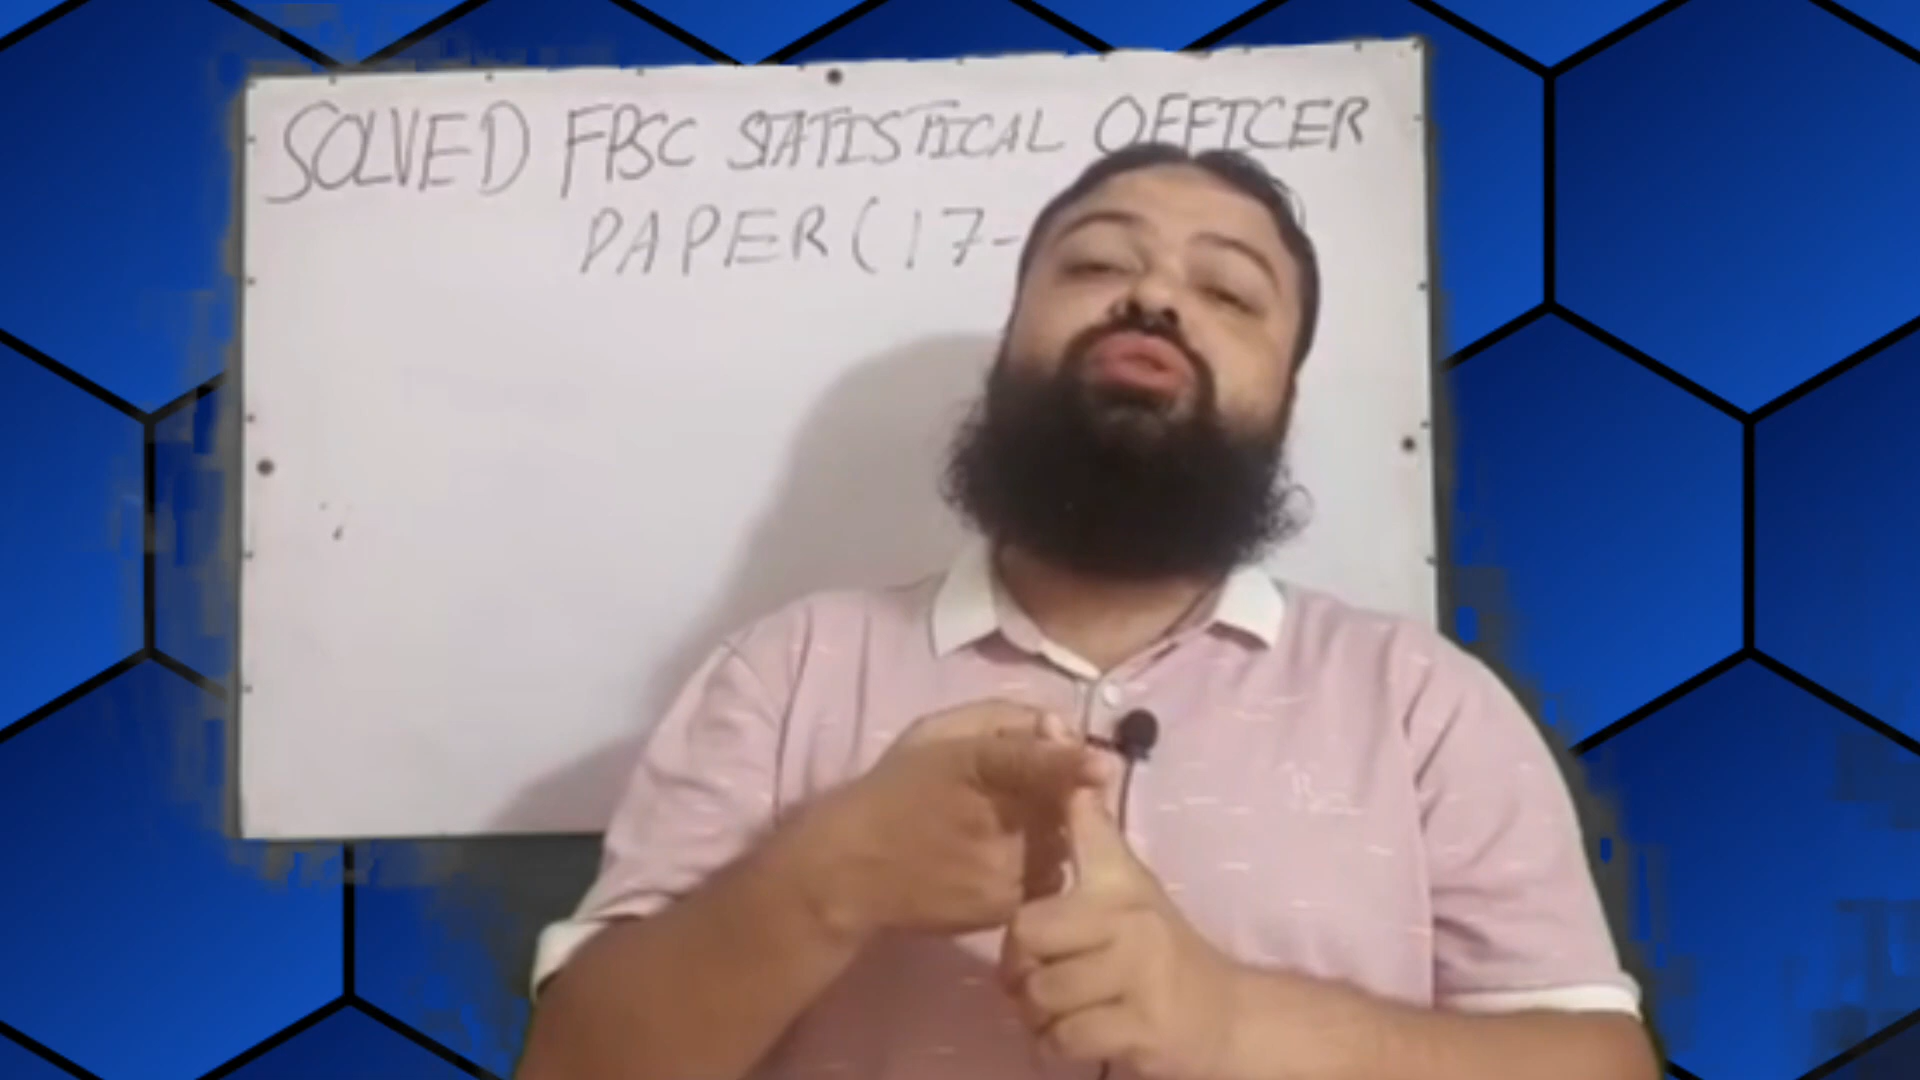 SOLVED FPSC STATISTICAL OFFICER
PAPER (17-